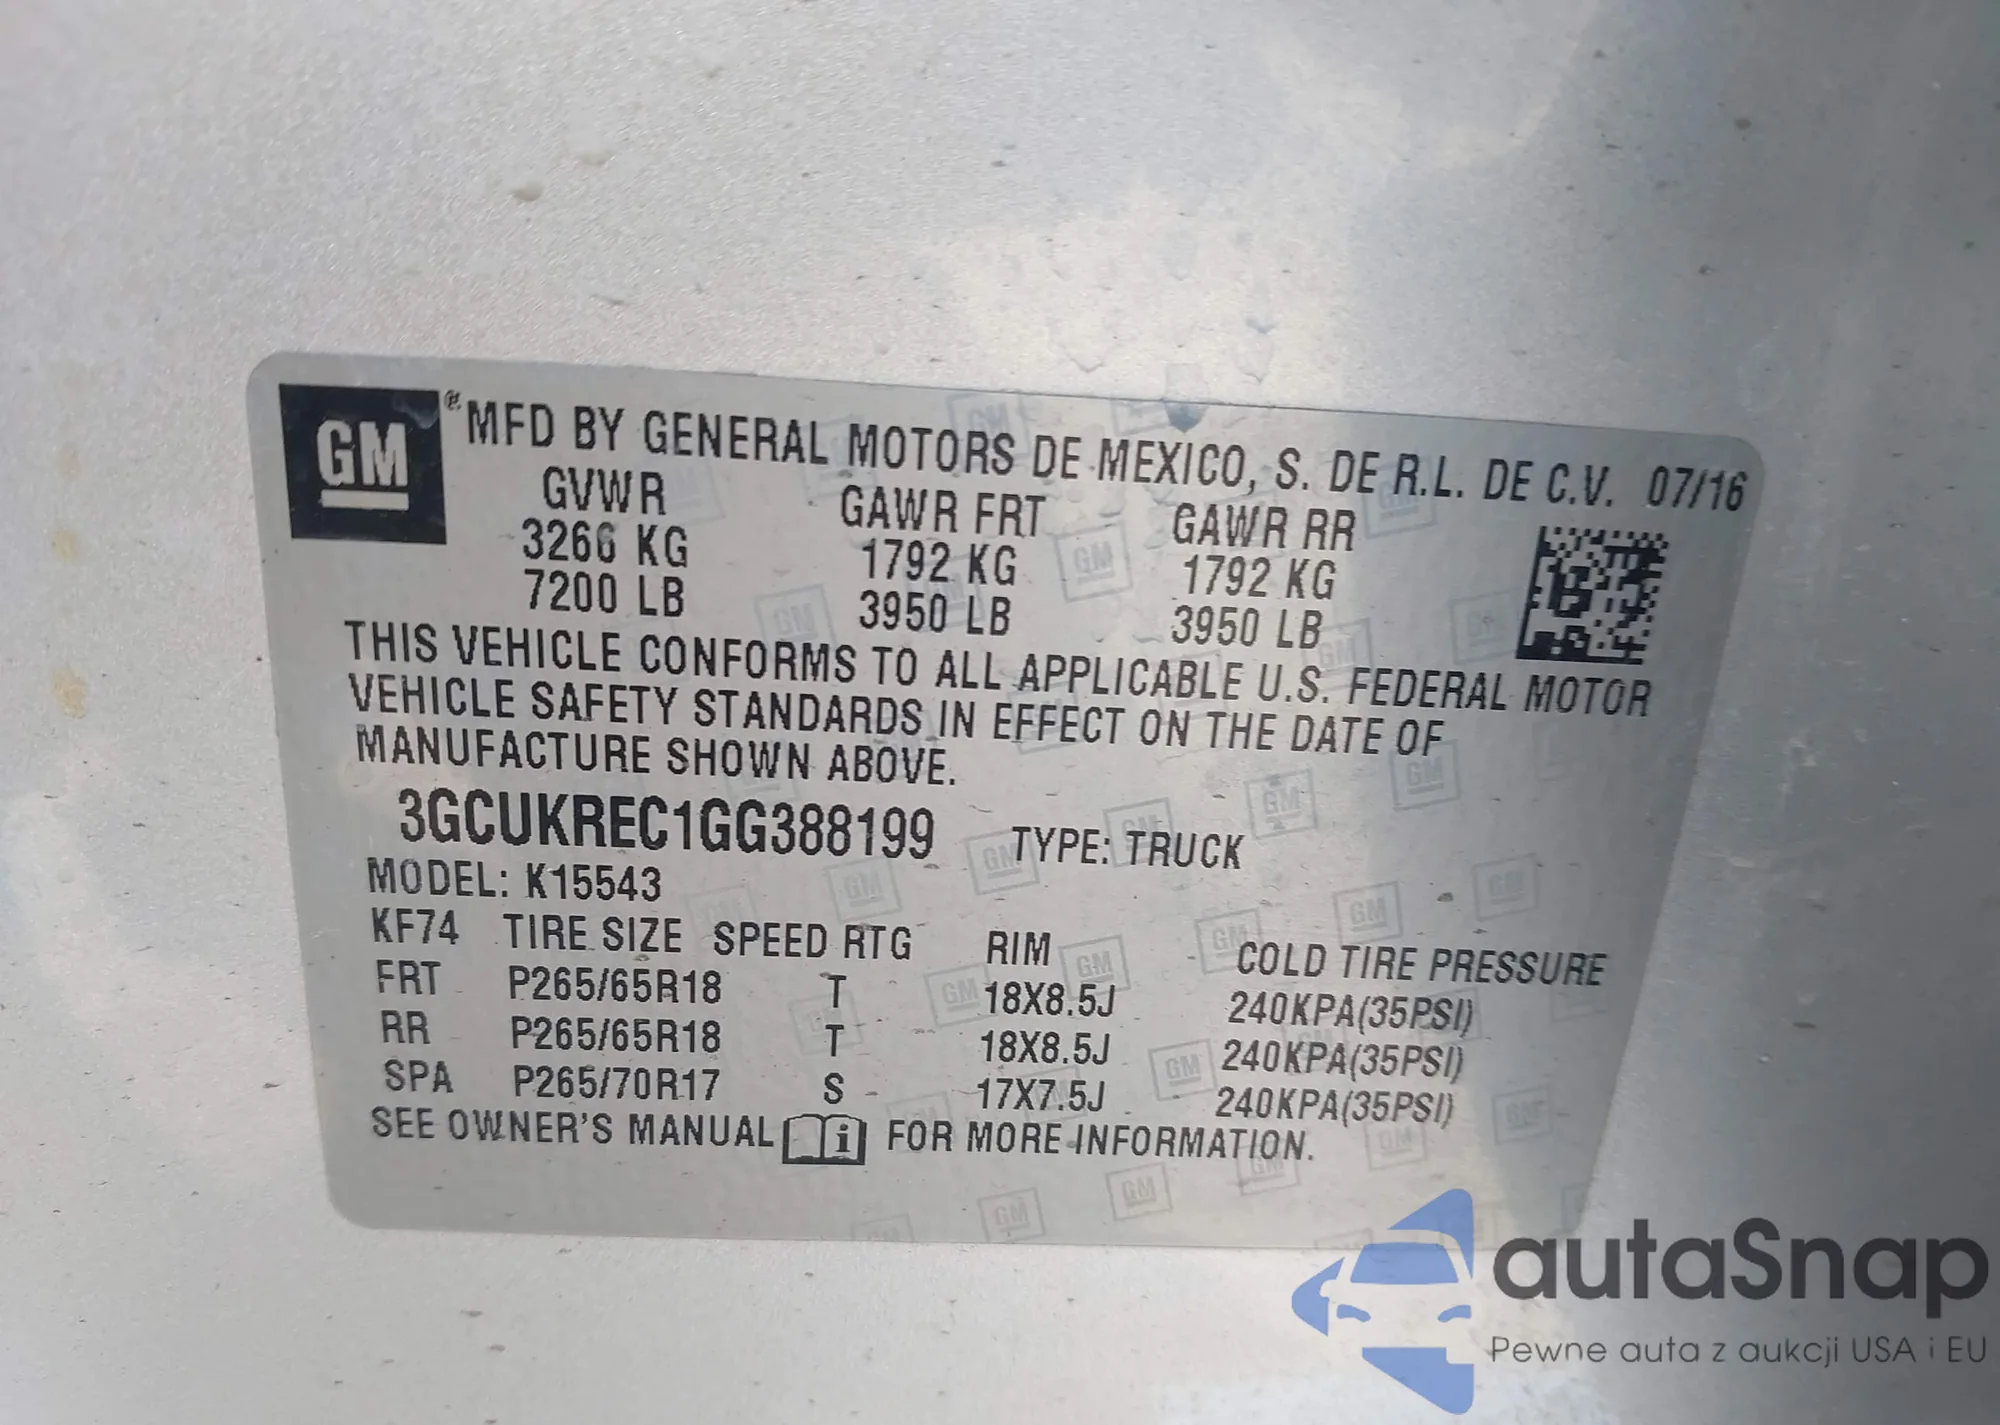 GM ® MFD BY GENERAL MOTORS DE MEXICO, S. DE R.L. DE C.V. 07/16
GVWR GAWR FRT GAWR RR
3266 KG 1792 KG 1792 KG
7200 LB 3950 LB 3950 LB
THIS VEHICLE CONFORMS TO ALL APPLICABLE U.S. FEDERAL MOTOR
VEHICLE SAFETY STANDARDS IN EFFECT ON THE DATE OF
MANUFACTURE SHOWN ABOVE.
3GCUKREC1GG388199 TYPE: TRUCK
MODEL: K15543
KF74 TIRE SIZE SPEED RTG RIM COLD TIRE PRESSURE
FRT P265/65R18 T 18X8.5J 240KPA(35PSI)
RR P265/65R18 T 18X8.5J 240KPA(35PSI)
SPA P265/70R17 S 17X7.5J 240KPA(35PSI)
SEE OWNER'S MANUAL i FOR MORE INFORMATION.
autaSnap
Pewne auta z aukcji USA i EU